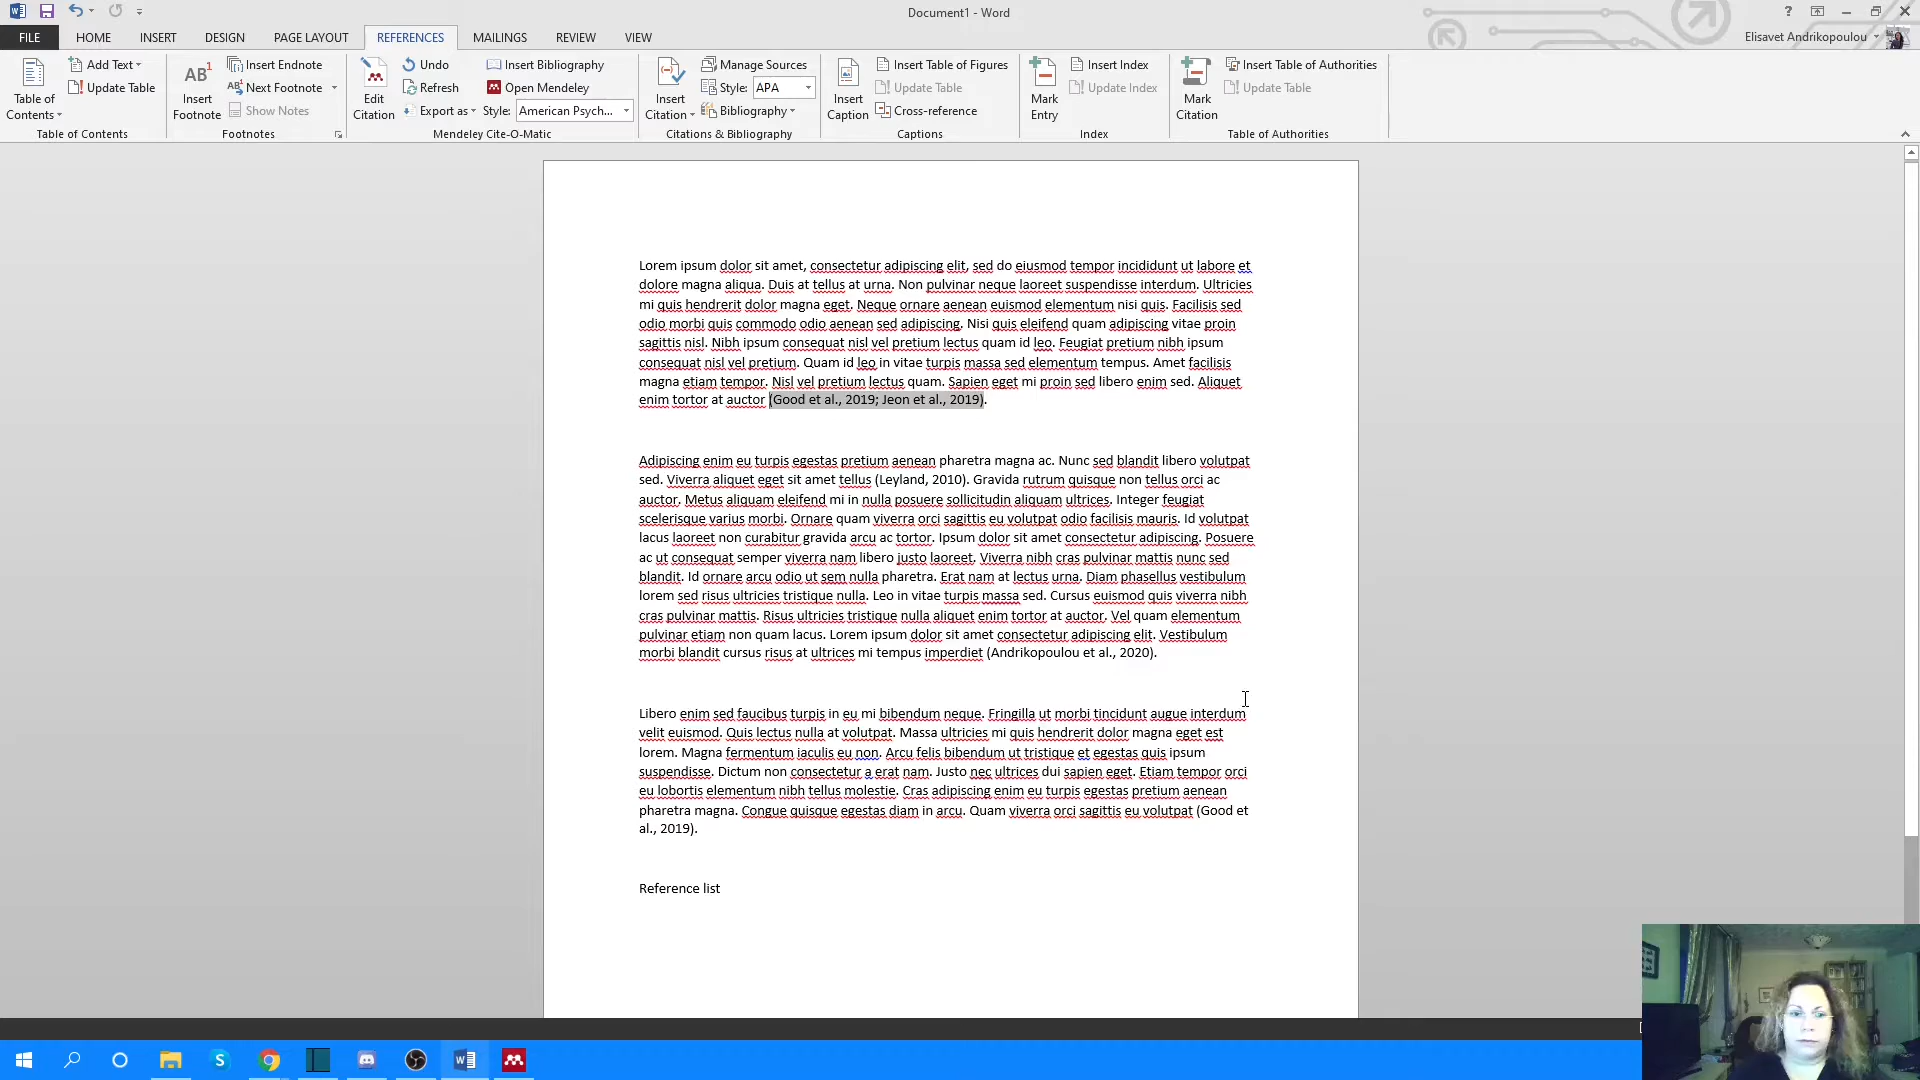 Document1 - Word
Elisavet Andrikopoulou
FILE HOME INSERT DESIGN PAGE LAYOUT REFERENCES MAILINGS REVIEW VIEW
Table of Contents
Add Text
Update Table
Table of Contents
AB1
Insert Footnote
Insert Endnote
Next Footnote
Show Notes
Footnotes
Edit Citation
Undo
Refresh
Export as
Insert Bibliography
Open Mendeley
Style: American Psych...
Mendeley Cite-O-Matic
Insert Citation
Manage Sources
Style: APA
Bibliography
Citations & Bibliography
Insert Caption
Insert Table of Figures
Update Table
Cross-reference
Captions
Mark Entry
Insert Index
Update Index
Index
Mark Citation
Insert Table of Authorities
Update Table
Table of Authorities
Lorem ipsum dolor sit amet, consectetur adipiscing elit, sed do eiusmod tempor incididunt ut labore et
dolore magna aliqua. Duis at tellus at urna. Non pulvinar neque laoreet suspendisse interdum. Ultricies
mi quis hendrerit dolor magna eget. Neque ornare aenean euismod elementum nisi quis. Facilisis sed
odio morbi quis commodo odio aenean sed adipiscing. Nisi quis eleifend quam adipiscing vitae proin
sagittis nisl. Nibh ipsum consequat nisl vel pretium lectus quam id leo. Feugiat pretium nibh ipsum
consequat nisl vel pretium. Quam id leo in vitae turpis massa sed elementum tempus. Amet facilisis
magna etiam tempor. Nisl vel pretium lectus quam. Sapien eget mi proin sed libero enim sed. Aliquet
enim tortor at auctor (Good et al., 2019; Jeon et al., 2019).
Adipiscing enim eu turpis egestas pretium aenean pharetra magna ac. Nunc sed blandit libero volutpat
sed. Viverra aliquet eget sit amet tellus (Leyland, 2010). Gravida rutrum quisque non tellus orci ac
auctor. Metus aliquam eleifend mi in nulla posuere sollicitudin aliquam ultrices. Integer feugiat
scelerisque varius morbi. Ornare quam viverra orci sagittis eu volutpat odio facilisis mauris. Id volutpat
lacus laoreet non curabitur gravida arcu ac tortor. Ipsum dolor sit amet consectetur adipiscing. Posuere
ac ut consequat semper viverra nam libero justo laoreet. Viverra nibh cras pulvinar mattis nunc sed
blandit. Id ornare arcu odio ut sem nulla pharetra. Erat nam at lectus urna. Diam phasellus vestibulum
lorem sed risus ultricies tristique nulla. Leo in vitae turpis massa sed. Cursus euismod quis viverra nibh
cras pulvinar mattis. Risus ultricies tristique nulla aliquet enim tortor at auctor. Vel quam elementum
pulvinar etiam non quam lacus. Lorem ipsum dolor sit amet consectetur adipiscing elit. Vestibulum
morbi blandit cursus risus at ultrices mi tempus imperdiet (Andrikopoulou et al., 2020).
Libero enim sed faucibus turpis in eu mi bibendum neque. Fringilla ut morbi tincidunt augue interdum
velit euismod. Quis lectus nulla at volutpat. Massa ultricies mi quis hendrerit dolor magna eget est
lorem. Magna fermentum iaculis eu non. Arcu felis bibendum ut tristique et egestas quis ipsum
suspendisse. Dictum non consectetur a erat nam. Justo nec ultrices dui sapien eget. Etiam tempor orci
eu lobortis elementum nibh tellus molestie. Cras adipiscing enim eu turpis egestas pretium aenean
pharetra magna. Congue quisque egestas diam in arcu. Quam viverra orci sagittis eu volutpat (Good et
al., 2019).
Reference list